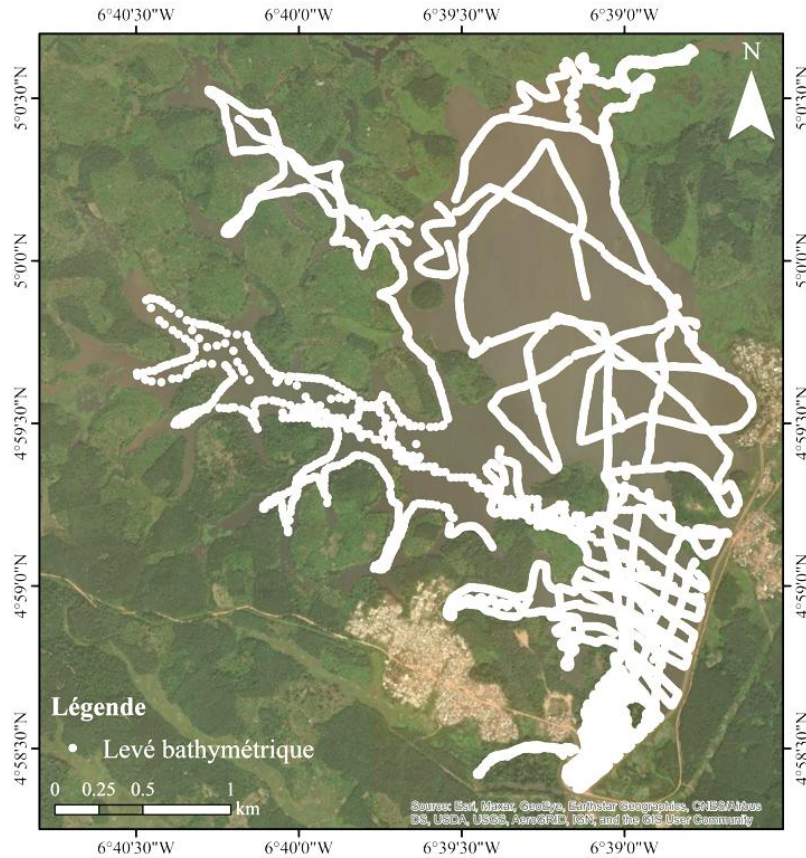 6°40'30"W 6°40'0"W 6°39'30"W 6°39'0"W
N
5°0'30"N 5°0'30"N
5°0'0"N 5°0'0"N
4°59'30"N 4°59'30"N
4°59'0"N 4°59'0"N
4°58'30"N 4°58'30"N
Légende
Levé bathymétrique
0 0.25 0.5 1
km
Source: Esri, Maxar, GeoEye, Earthstar Geographics, CNES/Airbus
DS, USDA, USGS, AeroGRID, IGN, and the GIS User Community
6°40'30"W 6°40'0"W 6°39'30"W 6°39'0"W